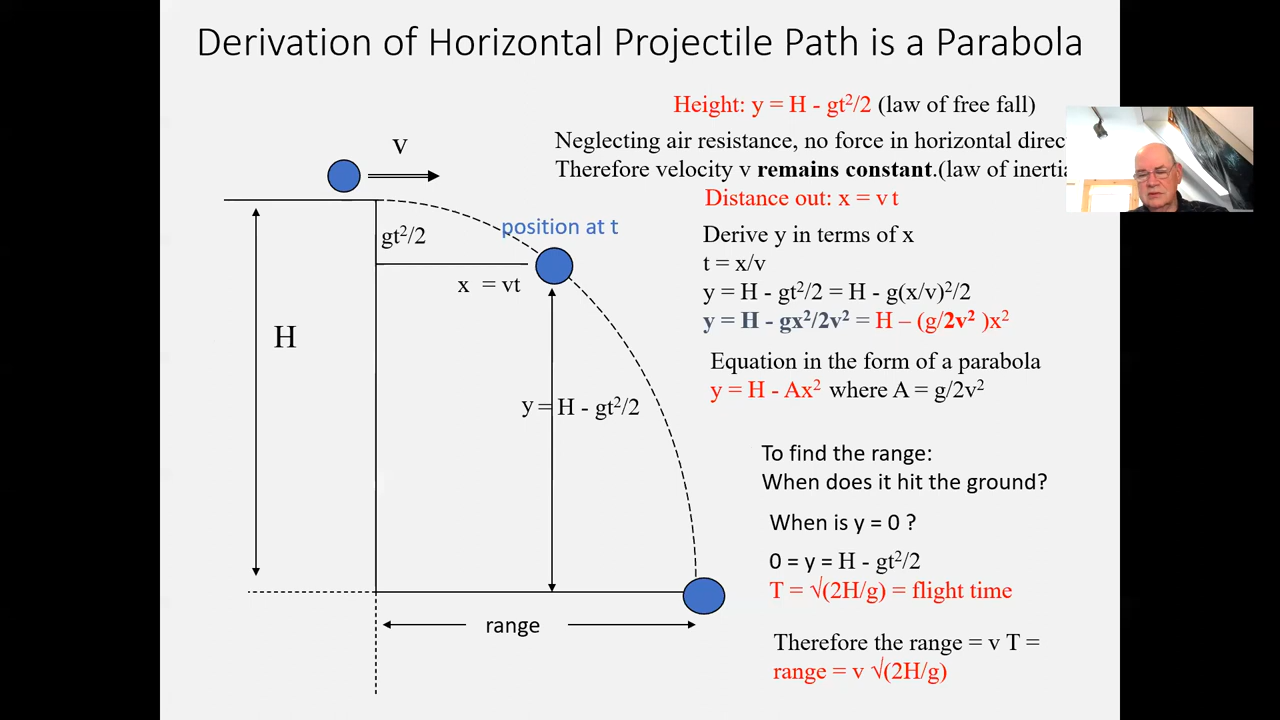 Derivation of Horizontal Projectile Path is a Parabola
Height: y = H - gt²/2 (law of free fall)
Neglecting air resistance, no force in horizontal direc
Therefore velocity v remains constant.(law of inertia
Distance out: x = v t
v
gt²/2
position at t
x = vt
H
y = H - gt²/2
range
Derive y in terms of x
t = x/v
y = H - gt²/2 = H - g(x/v)²/2
y = H - gx²/2v² = H – (g/2v² )x²
Equation in the form of a parabola
y = H - Ax² where A = g/2v²
To find the range:
When does it hit the ground?
When is y = 0 ?
0 = y = H - gt²/2
T = √(2H/g) = flight time
Therefore the range = v T =
range = v √(2H/g)